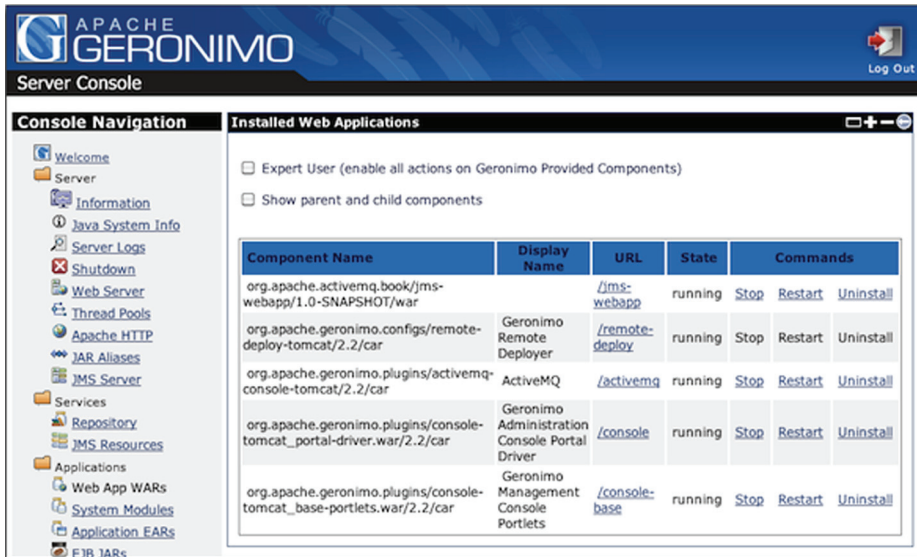 APACHE
GERONIMO
Log Out
Server Console
Console Navigation
Welcome
Server
Information
Java System Info
Server Logs
Shutdown
Web Server
Thread Pools
Apache HTTP
JAR Aliases
JMS Server
Services
Repository
JMS Resources
Applications
Web App WARs
System Modules
Application EARs
EJB JARs
Installed Web Applications
Expert User (enable all actions on Geronimo Provided Components)
Show parent and child components
Component Name Display Name URL State Commands
org.apache.activemq.book/jms-webapp/1.0-SNAPSHOT/war /jms-webapp running Stop Restart Uninstall
org.apache.geronimo.configs/remote-deploy-tomcat/2.2/car Geronimo Remote Deployer /remote-deploy running Stop Restart Uninstall
org.apache.geronimo.plugins/activemq-console-tomcat/2.2/car ActiveMQ /activemq running Stop Restart Uninstall
org.apache.geronimo.plugins/console-tomcat_portal-driver.war/2.2/car Geronimo Administration Console Portal Driver /console running Stop Restart Uninstall
org.apache.geronimo.plugins/console-tomcat_base-portlets.war/2.2/car Geronimo Management Console Portlets /console-base running Stop Restart Uninstall